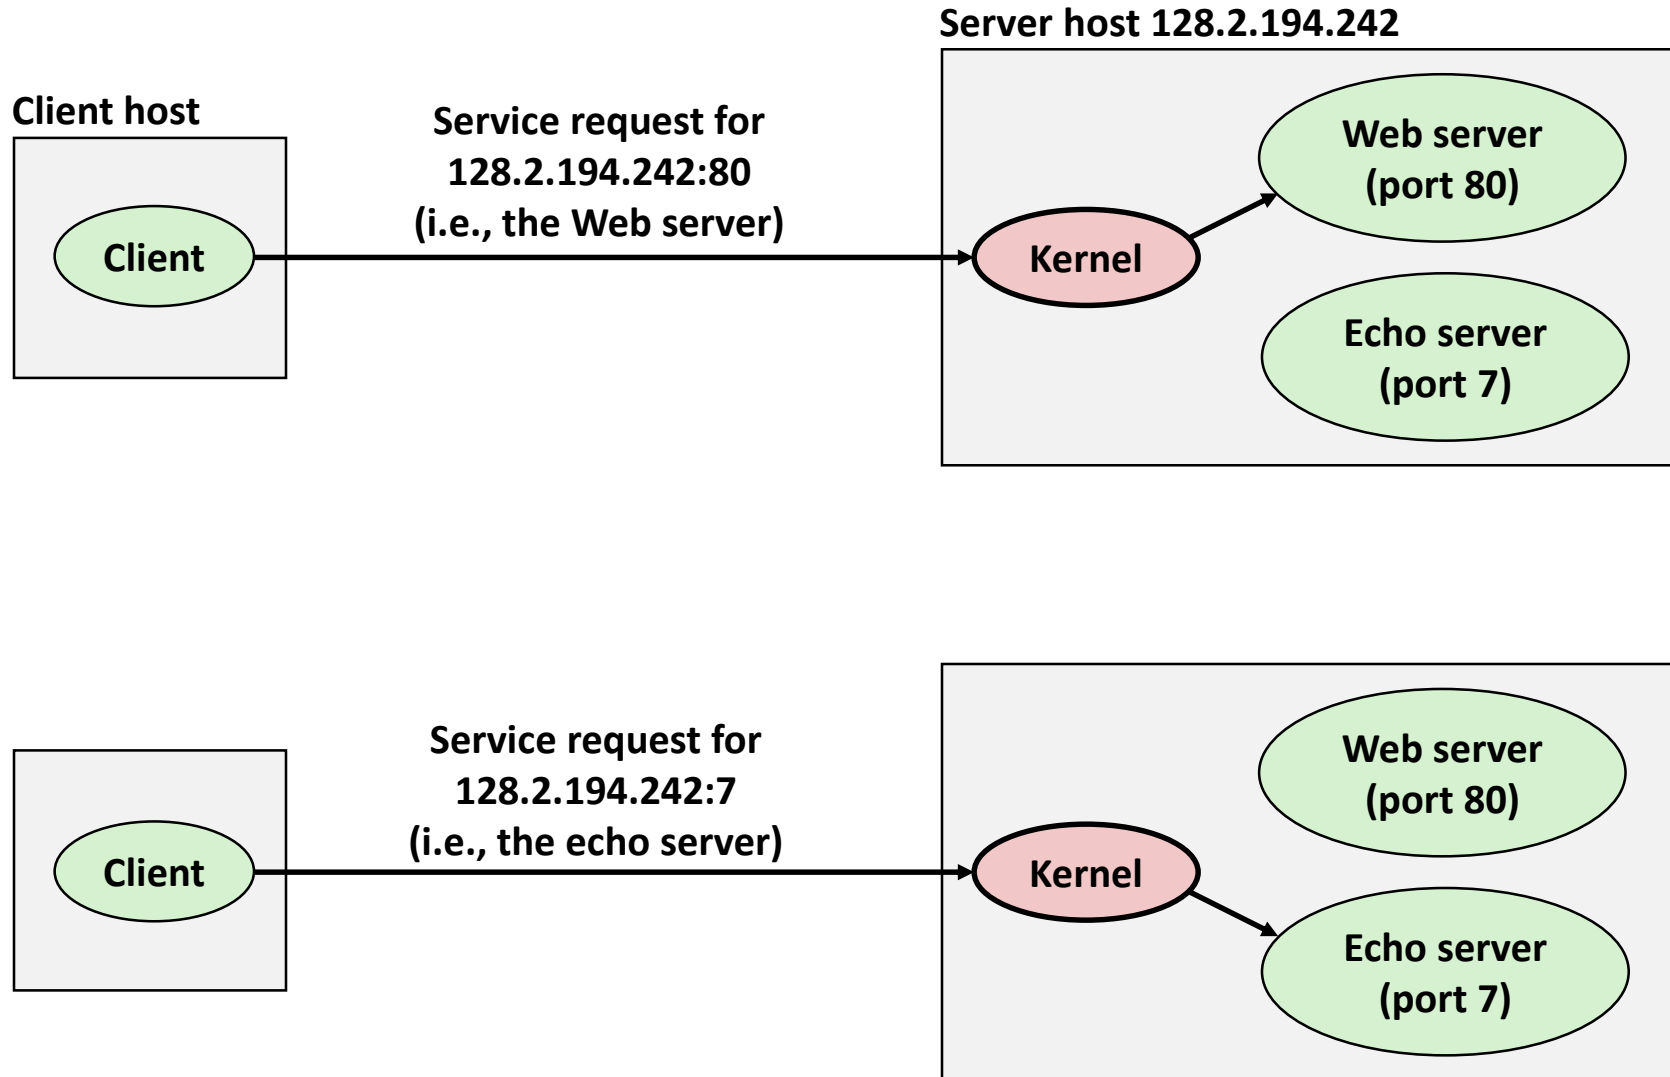 Server host 128.2.194.242
Client host
Service request for
128.2.194.242:80
(i.e., the Web server)
Client
Kernel
Web server
(port 80)
Echo server
(port 7)
Service request for
128.2.194.242:7
(i.e., the echo server)
Client
Kernel
Web server
(port 80)
Echo server
(port 7)